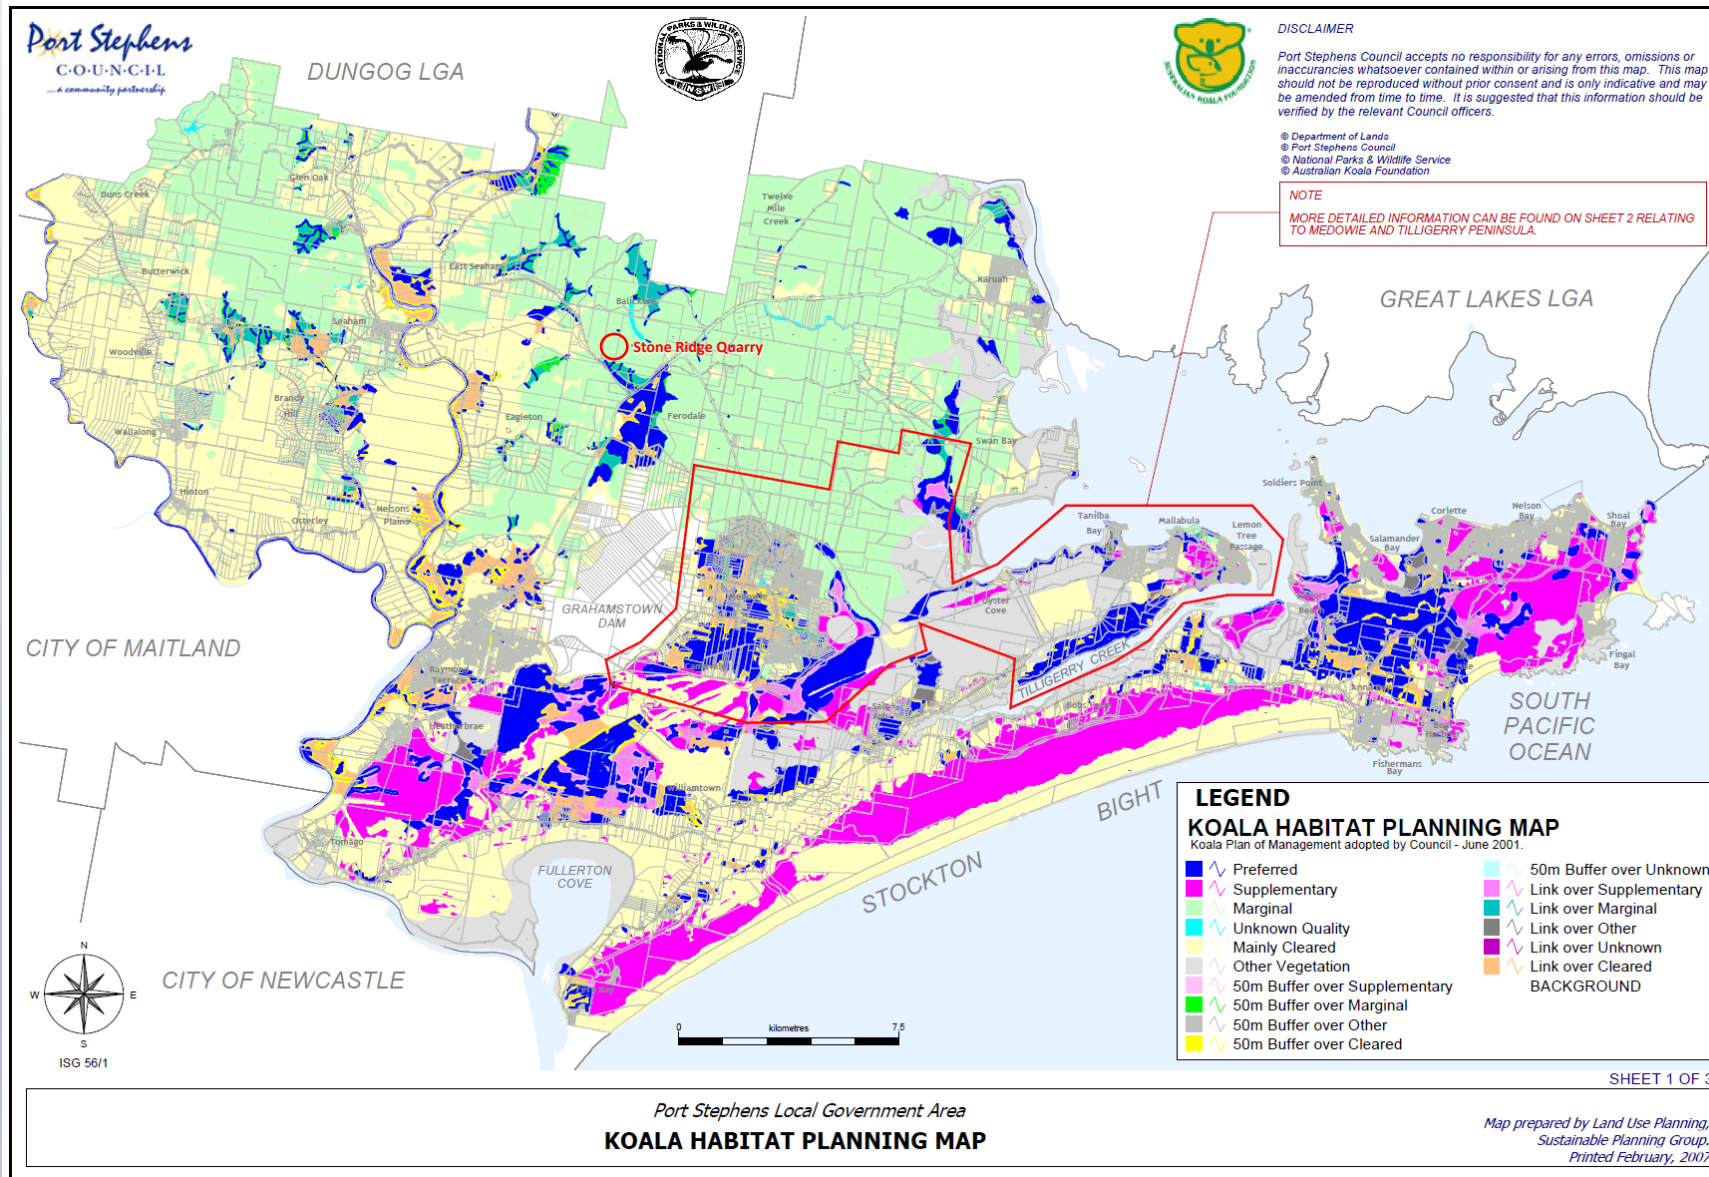 Port Stephens
C·O·U·N·C·I·L
... a community partnership
DUNGOG LGA
NATIONAL PARKS & WILDLIFE SERVICE
N·S·W
AUSTRALIAN KOALA FOUNDATION
DISCLAIMER
Port Stephens Council accepts no responsibility for any errors, omissions or
inaccurancies whatsoever contained within or arising from this map. This map
should not be reproduced without prior consent and is only indicative and may
be amended from time to time. It is suggested that this information should be
verified by the relevant Council officers.
© Department of Lands
© Port Stephens Council
© National Parks & Wildlife Service
© Australian Koala Foundation
NOTE
MORE DETAILED INFORMATION CAN BE FOUND ON SHEET 2 RELATING
TO MEDOWIE AND TILLIGERRY PENINSULA.
Duns Creek
Glen Oak
Twelve
Mile
Creek
Butterwick
East Seaham
Karuah
Balickera
GREAT LAKES LGA
Seaham
Woodville
Stone Ridge Quarry
Brandy
Hill
Wallalong
Eagleton
Ferodale
Swan Bay
Hinton
Osterley
Nelsons
Plains
Soldiers Point
Tanilba
Bay
Mallabula
Lemon
Tree
Passage
Corlette
Nelson
Bay
Shoal
Bay
Salamander
Bay
GRAHAMSTOWN
DAM
Medowie
Oyster
Cove
CITY OF MAITLAND
Raymond
Terrace
Campvale
TILLIGERRY CREEK
Fingal
Bay
Heatherbrae
Salt
Bobs
Anna
SOUTH
PACIFIC
OCEAN
Fishermans
Bay
Williamtown
Tomago
BIGHT
FULLERTON
COVE
STOCKTON
CITY OF NEWCASTLE
N
W
E
S
ISG 56/1
0
kilometres
7.5
LEGEND
KOALA HABITAT PLANNING MAP
Koala Plan of Management adopted by Council - June 2001.
Preferred
Supplementary
Marginal
Unknown Quality
Mainly Cleared
Other Vegetation
50m Buffer over Supplementary
50m Buffer over Marginal
50m Buffer over Other
50m Buffer over Cleared
50m Buffer over Unknown
Link over Supplementary
Link over Marginal
Link over Other
Link over Unknown
Link over Cleared
BACKGROUND
SHEET 1 OF 3
Port Stephens Local Government Area
KOALA HABITAT PLANNING MAP
Map prepared by Land Use Planning,
Sustainable Planning Group.
Printed February, 2007